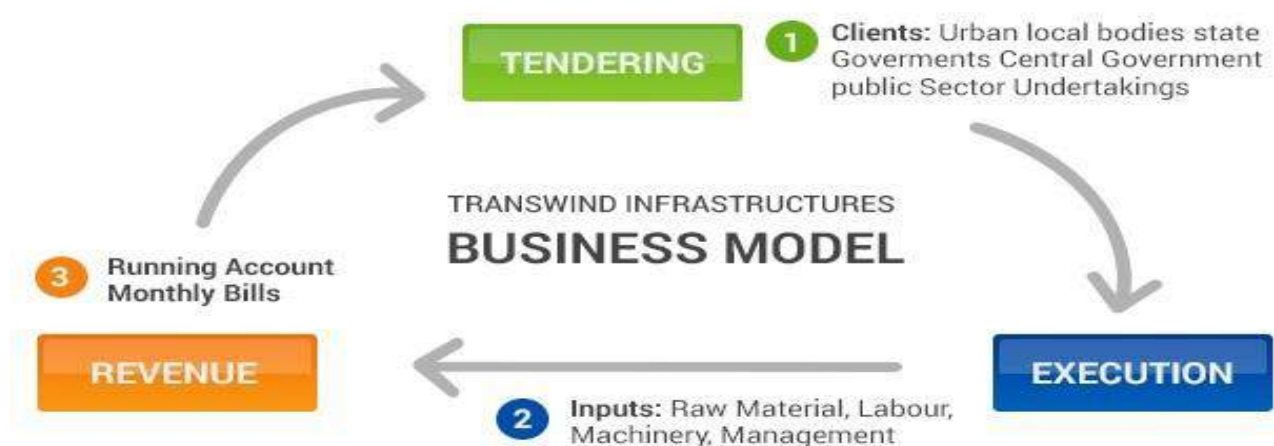 TENDERING
1
Clients: Urban local bodies state
Goverments Central Government
public Sector Undertakings
TRANSWIND INFRASTRUCTURES
BUSINESS MODEL
3
Running Account
Monthly Bills
REVENUE
EXECUTION
2
Inputs: Raw Material, Labour,
Machinery, Management